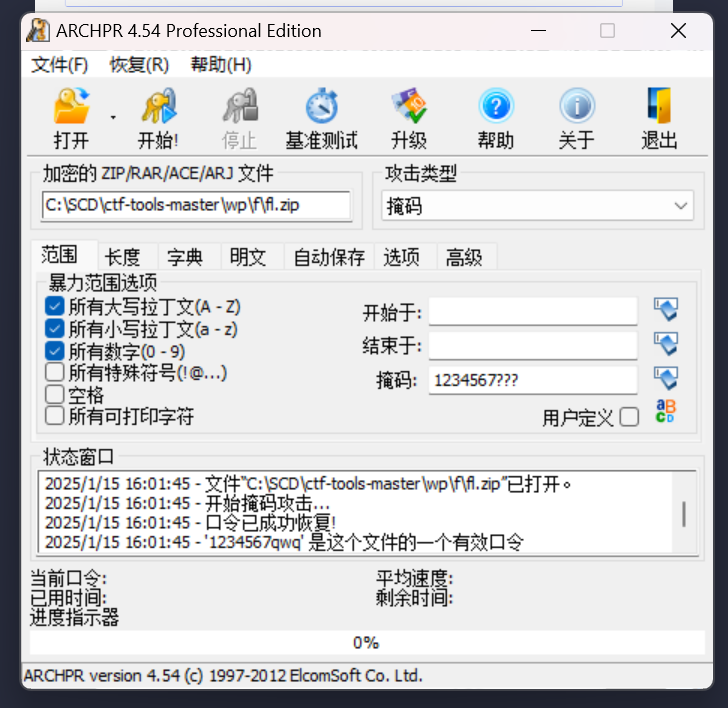 ARCHPR 4.54 Professional Edition
文件(F) 恢复(R) 帮助(H)
打开 开始! 停止 基准测试 升级 帮助 关于 退出
加密的 ZIP/RAR/ACE/ARJ 文件
C:\SCD\ctf-tools-master\wp\f\fl.zip
攻击类型
掩码
范围 长度 字典 明文 自动保存 选项 高级
暴力范围选项
所有大写拉丁文(A - Z)
所有小写拉丁文(a - z)
所有数字(0 - 9)
所有特殊符号(!@...)
空格
所有可打印字符
开始于:
结束于:
掩码: 1234567???
用户定义
aBCD
状态窗口
2025/1/15 16:01:45 - 文件“C:\SCD\ctf-tools-master\wp\f\fl.zip”已打开。
2025/1/15 16:01:45 - 开始掩码攻击...
2025/1/15 16:01:45 - 口令已成功恢复!
2025/1/15 16:01:45 - '1234567qwq' 是这个文件的一个有效口令
当前口令: 平均速度:
已用时间: 剩余时间:
进度指示器
0%
ARCHPR version 4.54 (c) 1997-2012 ElcomSoft Co. Ltd.